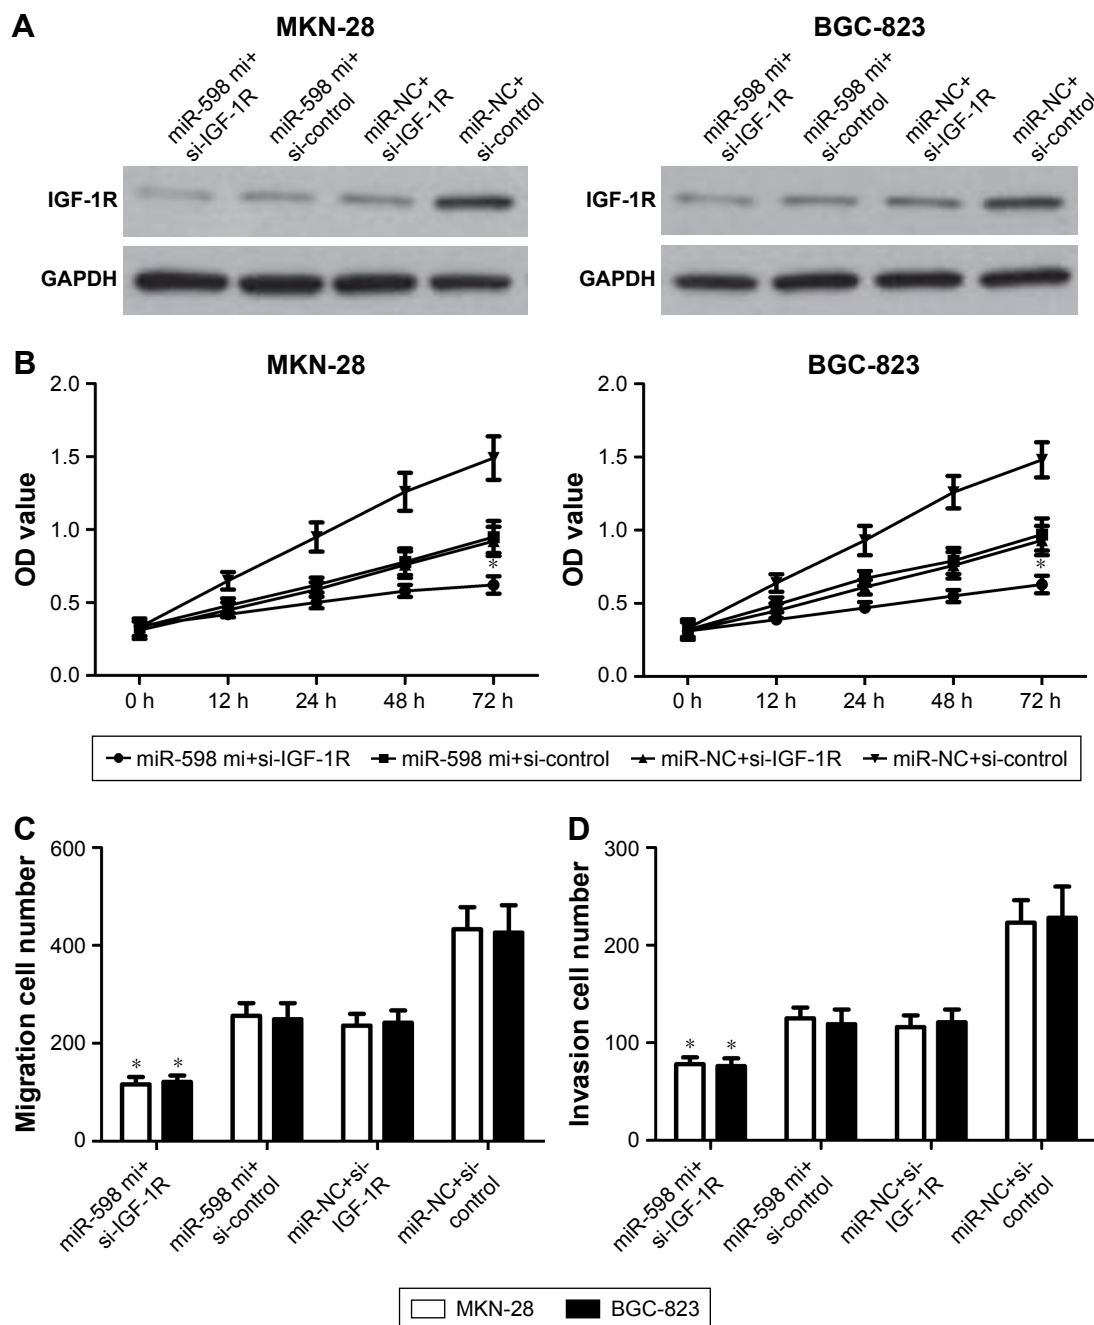 A
MKN-28
BGC-823
miR-598 mi+
si-IGF-1R
miR-598 mi+
si-control
miR-NC+
si-IGF-1R
miR-NC+
si-control
miR-598 mi+
si-IGF-1R
miR-598 mi+
si-control
miR-NC+
si-IGF-1R
miR-NC+
si-control
IGF-1R
GAPDH
IGF-1R
GAPDH
B
MKN-28
OD value
2.0
1.5
1.0
0.5
0.0
*
0 h 12 h 24 h 48 h 72 h
BGC-823
OD value
2.0
1.5
1.0
0.5
0.0
*
0 h 12 h 24 h 48 h 72 h
miR-598 mi+si-IGF-1R miR-598 mi+si-control miR-NC+si-IGF-1R miR-NC+si-control
C
Migration cell number
600
400
200
0
* *
miR-598 mi+
si-IGF-1R
miR-598 mi+
si-control
miR-NC+si-
IGF-1R
miR-NC+si-
control
D
Invasion cell number
300
200
100
0
* *
miR-598 mi+
si-IGF-1R
miR-598 mi+
si-control
miR-NC+si-
IGF-1R
miR-NC+si-
control
MKN-28 BGC-823